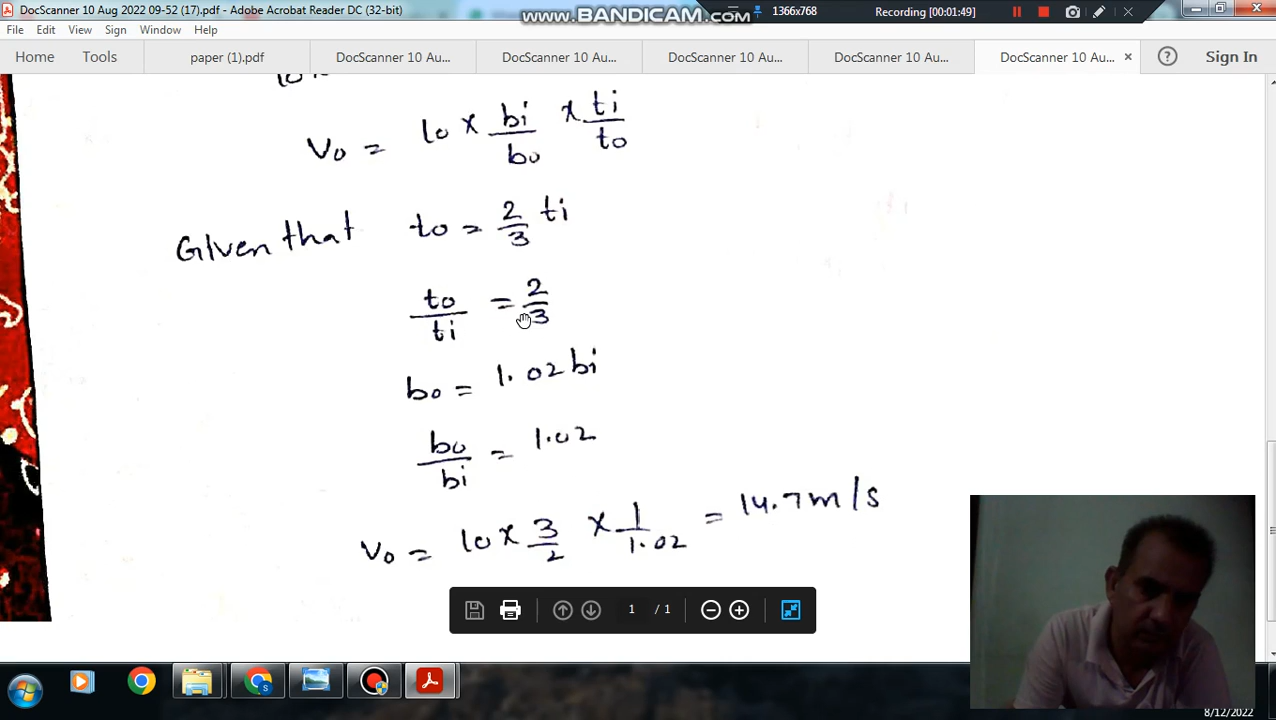 DocScanner 10 Aug 2022 09-52 (17).pdf - Adobe Acrobat Reader DC (32-bit)
www.BANDICAM.com
1366x768
Recording [00:01:49]
File Edit View Sign Window Help
Home Tools paper (1).pdf DocScanner 10 Au... DocScanner 10 Au... DocScanner 10 Au... DocScanner 10 Au... DocScanner 10 Au... × ? Sign In
Vo = 10 × bi/bo × ti/to
Given that to = 2/3 ti
to/ti = 2/3
bo = 1.02bi
bo/bi = 1.02
Vo = 10 × 3/2 × 1/1.02 = 14.7m/s
1 / 1
8/12/2022